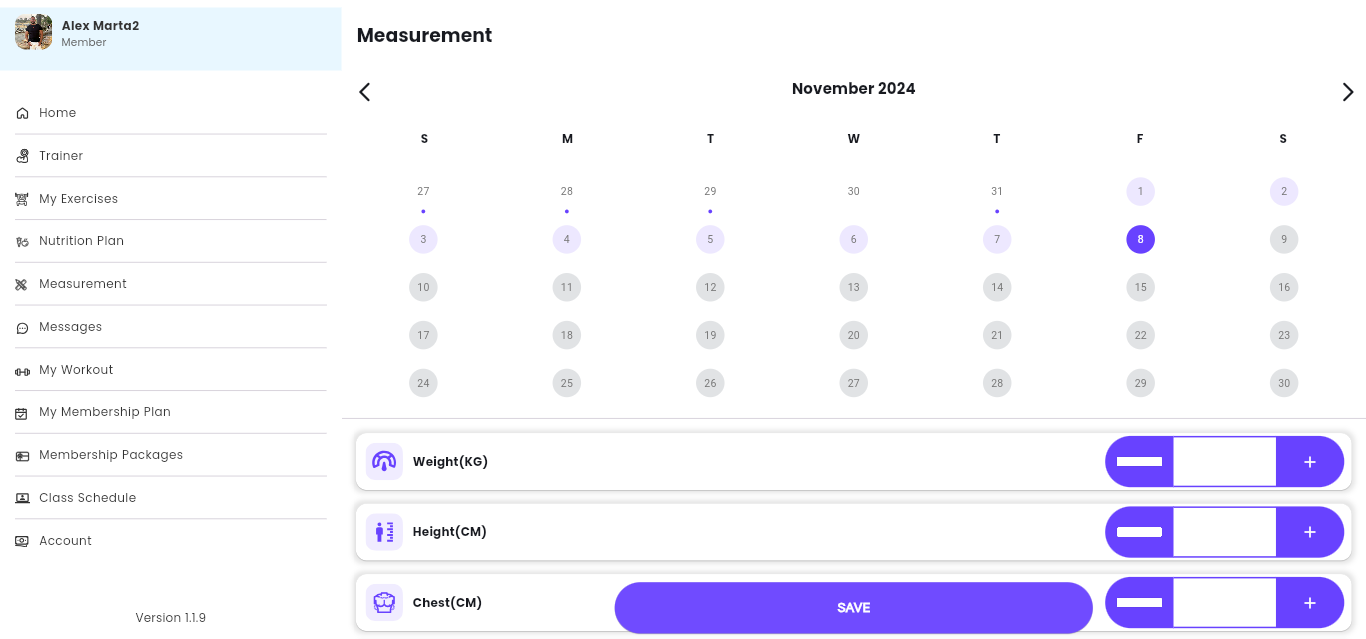 Alex Marta2
Member
Home
Trainer
My Exercises
Nutrition Plan
Measurement
Messages
My Workout
My Membership Plan
Membership Packages
Class Schedule
Account
Version 1.1.9
Measurement
November 2024
S M T W T F S
27 28 29 30 31 1 2
3 4 5 6 7 8 9
10 11 12 13 14 15 16
17 18 19 20 21 22 23
24 25 26 27 28 29 30
Weight(KG)
+
Height(CM)
+
Chest(CM)
+
SAVE